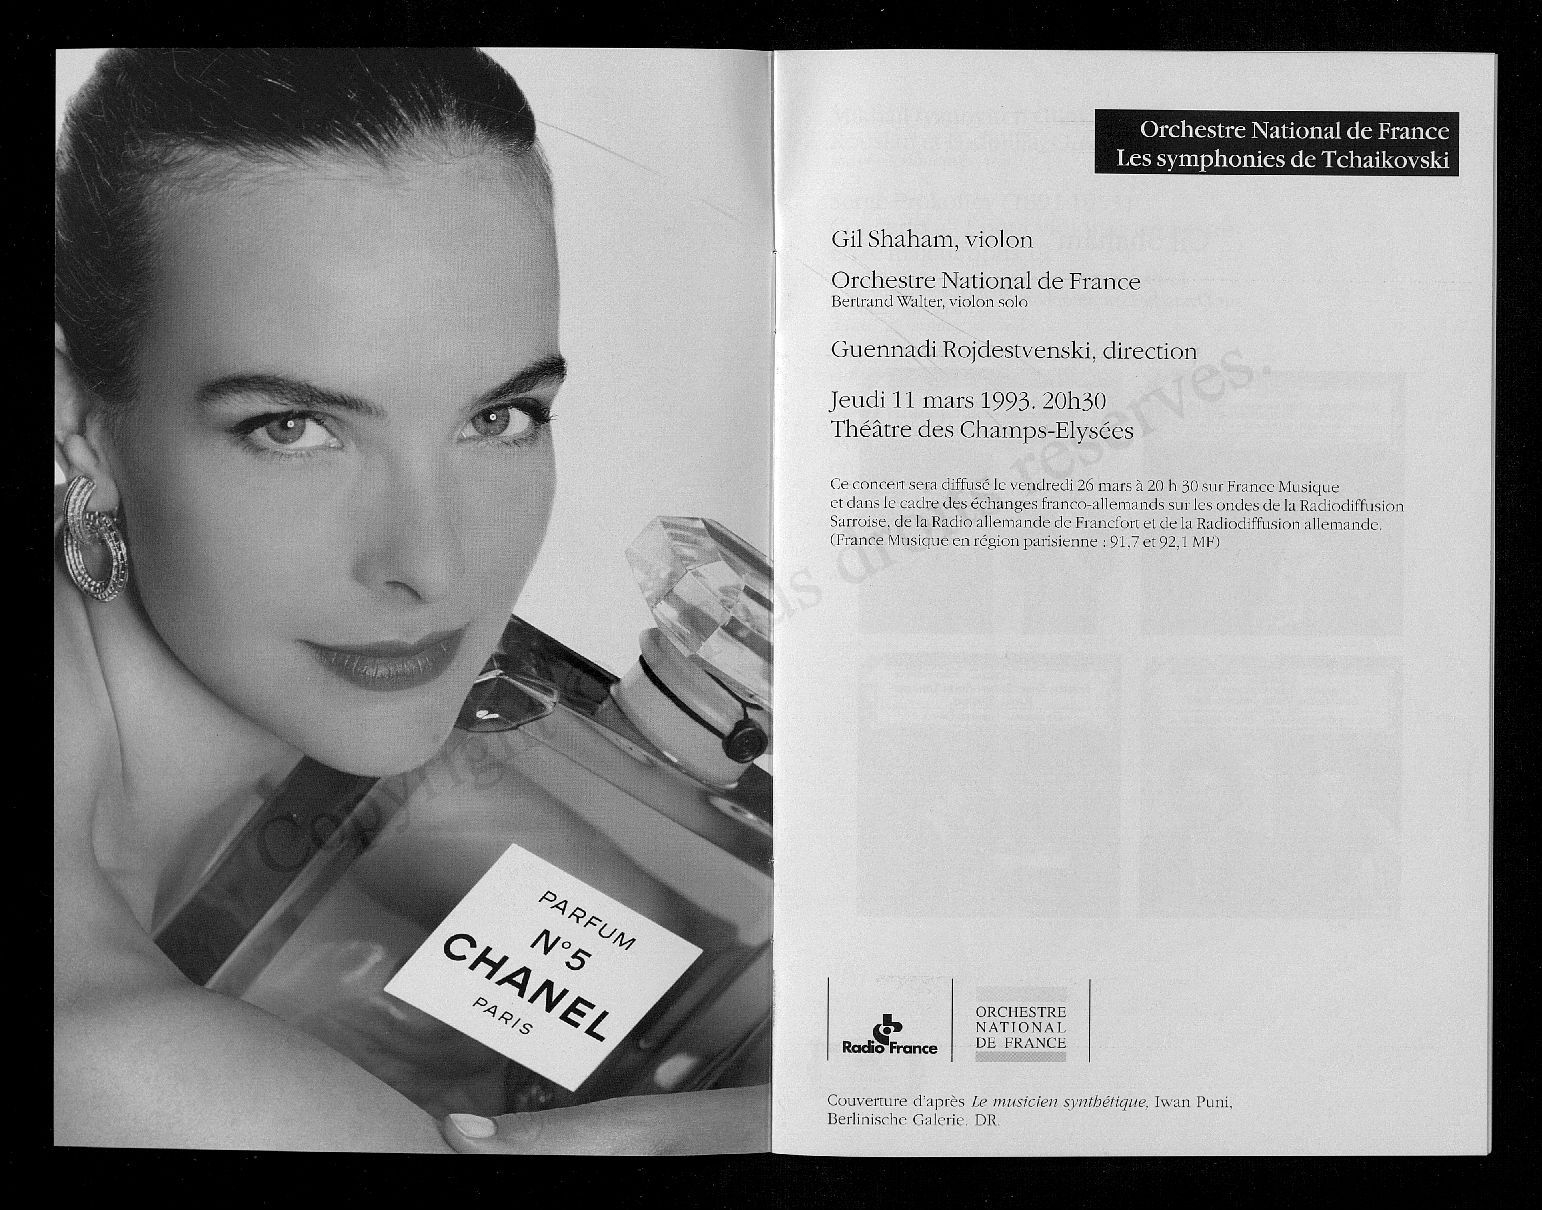 PARFUM
N°5
CHANEL
PARIS
Orchestre National de France
Les symphonies de Tchaikovski
Gil Shaham, violon
Orchestre National de France
Bertrand Walter, violon solo
Guennadi Rojdestvenski, direction
Jeudi 11 mars 1993. 20h30
Théâtre des Champs-Elysées
Ce concert sera diffusé le vendredi 26 mars à 20 h 30 sur France Musique
et dans le cadre des échanges franco-allemands sur les ondes de la Radiodiffusion
Sarroise, de la Radio allemande de Francfort et de la Radiodiffusion allemande.
(France Musique en région parisienne : 91,7 et 92,1 MF)
Radio France
ORCHESTRE
NATIONAL
DE FRANCE
Couverture d'après Le musicien synthétique, Iwan Puni,
Berlinische Galerie. DR.
Copyright
droits reserves.